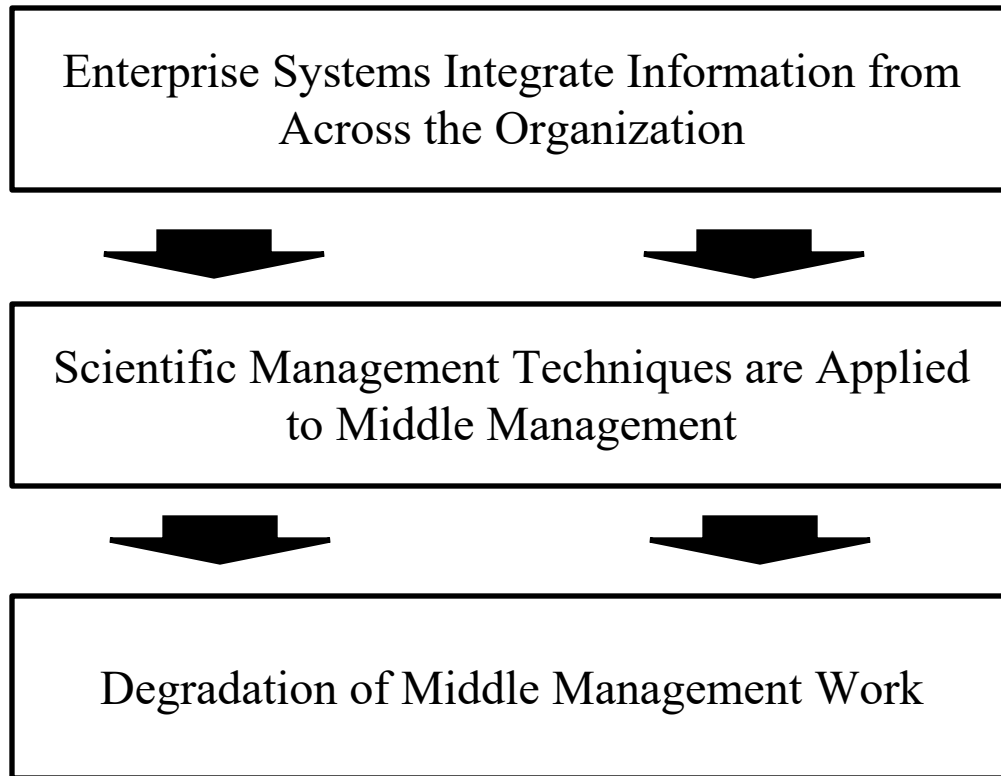 Enterprise Systems Integrate Information from
Across the Organization
Scientific Management Techniques are Applied
to Middle Management
Degradation of Middle Management Work